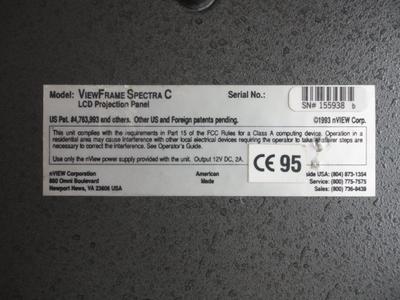 Model: VIEWFRAME SPECTRA C Serial No.:
LCD Projection Panel
SN# 155938 b
US Pat. #4,763,993 and others. Other US and Foreign patents pending. ©1993 nVIEW Corp.
This unit complies with the requirements in Part 15 of the FCC Rules for a Class A computing device. Operation in a
residential area may cause interference with other local electrical devices requiring the operator to take whatever steps are
necessary to correct. See Operator's Guide.
Use only the nView power supply provided with the unit. Output 12V DC, 2A.
CE 95
nVIEW Corporation American side USA: (804) 873-1354
860 Omni Boulevard Made Service: (800) 775-7575
Newport News, VA 23606 USA Sales: (800) 736-8439